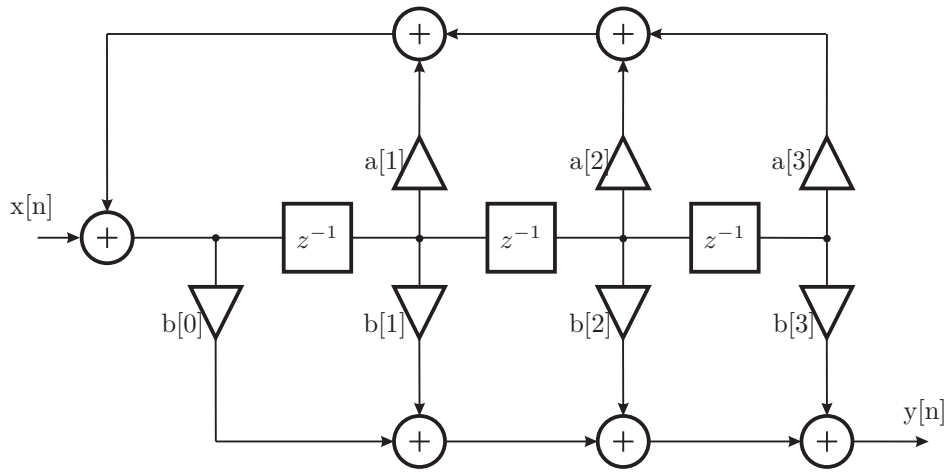 + +
a[1] a[2] a[3]
x[n]
+ z⁻¹ z⁻¹ z⁻¹
b[0] b[1] b[2] b[3]
y[n]
+ + +